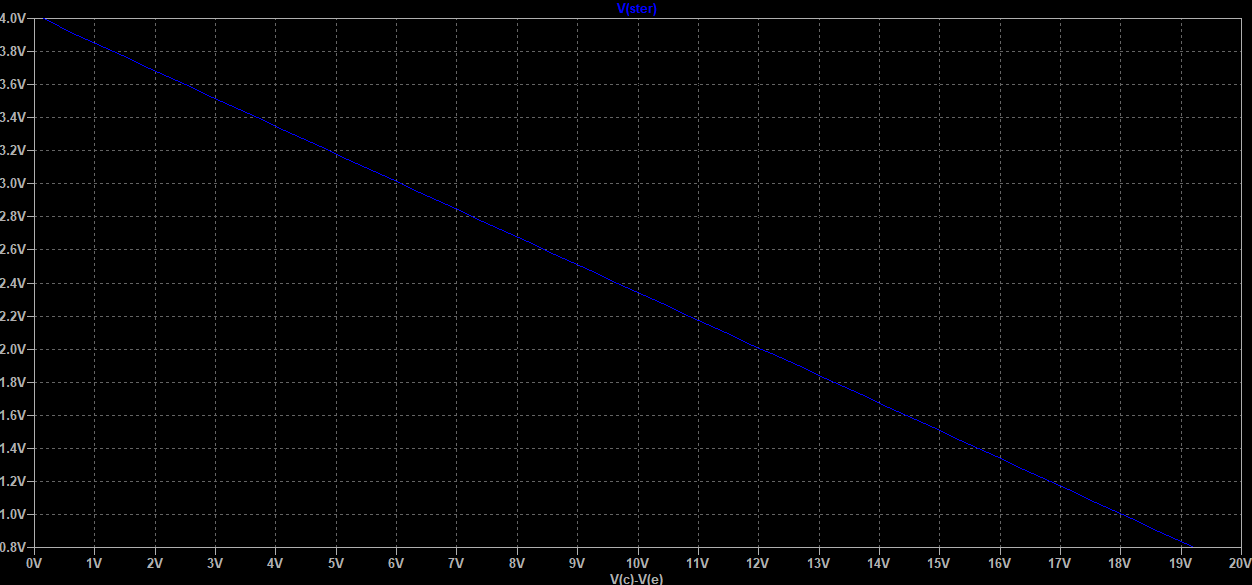 V(ster)
4.0V
3.8V
3.6V
3.4V
3.2V
3.0V
2.8V
2.6V
2.4V
2.2V
2.0V
1.8V
1.6V
1.4V
1.2V
1.0V
0.8V
0V 1V 2V 3V 4V 5V 6V 7V 8V 9V 10V 11V 12V 13V 14V 15V 16V 17V 18V 19V 20V
V(c)-V(e)